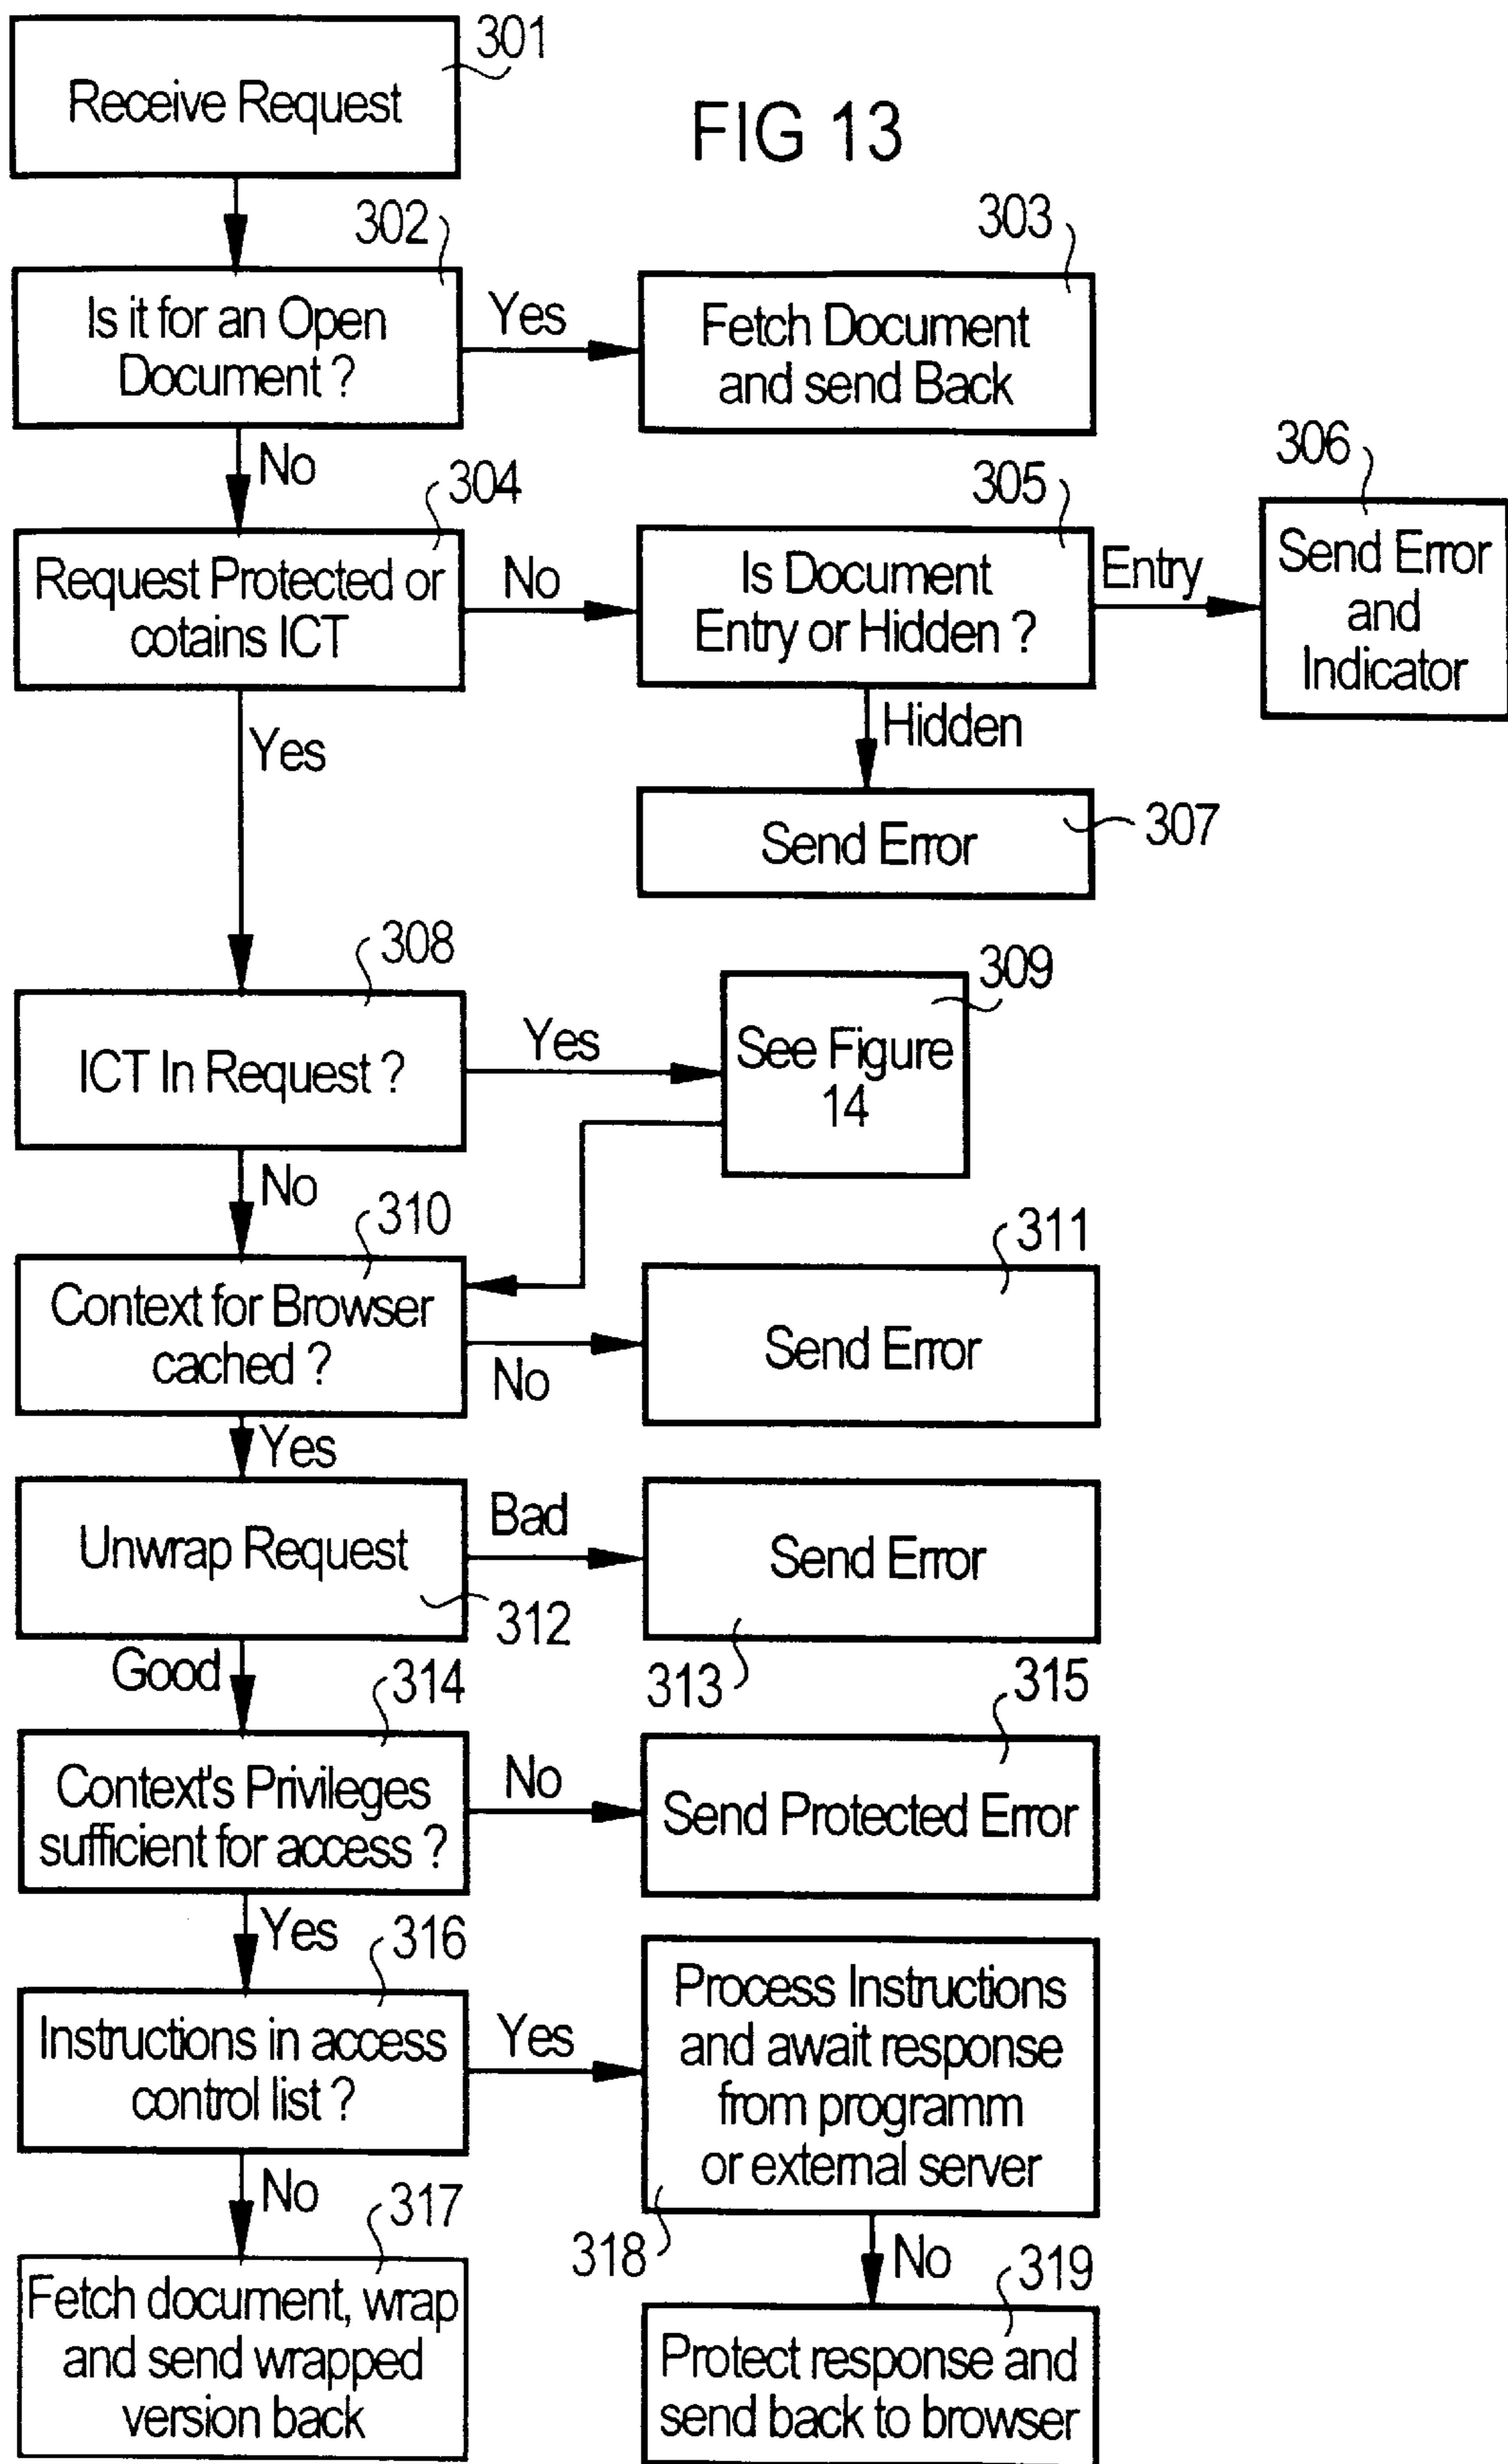 301
Receive Request
FIG 13
302
Is it for an Open
Document ?
Yes
303
Fetch Document
and send Back
No
304
Request Protected or
cotains ICT
No
305
Is Document
Entry or Hidden ?
Entry
306
Send Error
and
Indicator
Hidden
Send Error
307
Yes
308
ICT In Request ?
Yes
309
See Figure
14
No
310
Context for Browser
cached ?
No
311
Send Error
Yes
Unwrap Request
312
Bad
Send Error
313
Good
314
Context's Privileges
sufficient for access ?
No
315
Send Protected Error
Yes
316
Instructions in access
control list ?
Yes
Process Instructions
and await response
from programm
or external server
318
No
317
Fetch document, wrap
and send wrapped
version back
No
319
Protect response and
send back to browser